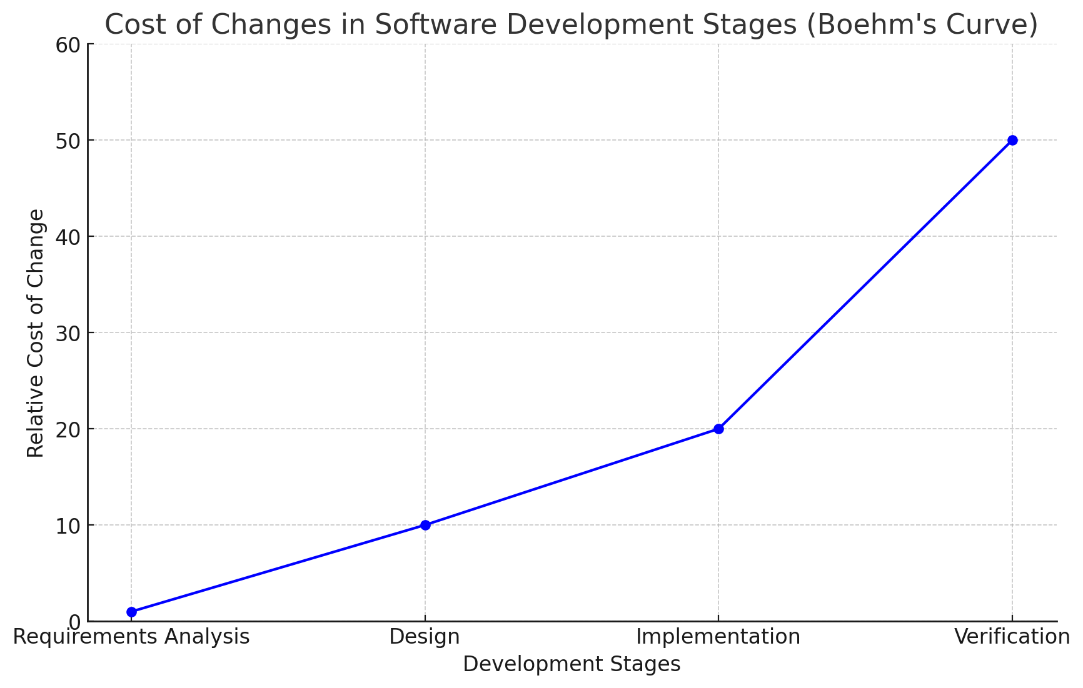 Cost of Changes in Software Development Stages (Boehm's Curve)
60
50
40
30
20
10
0
Relative Cost of Change
Requirements Analysis
Design
Implementation
Verification
Development Stages